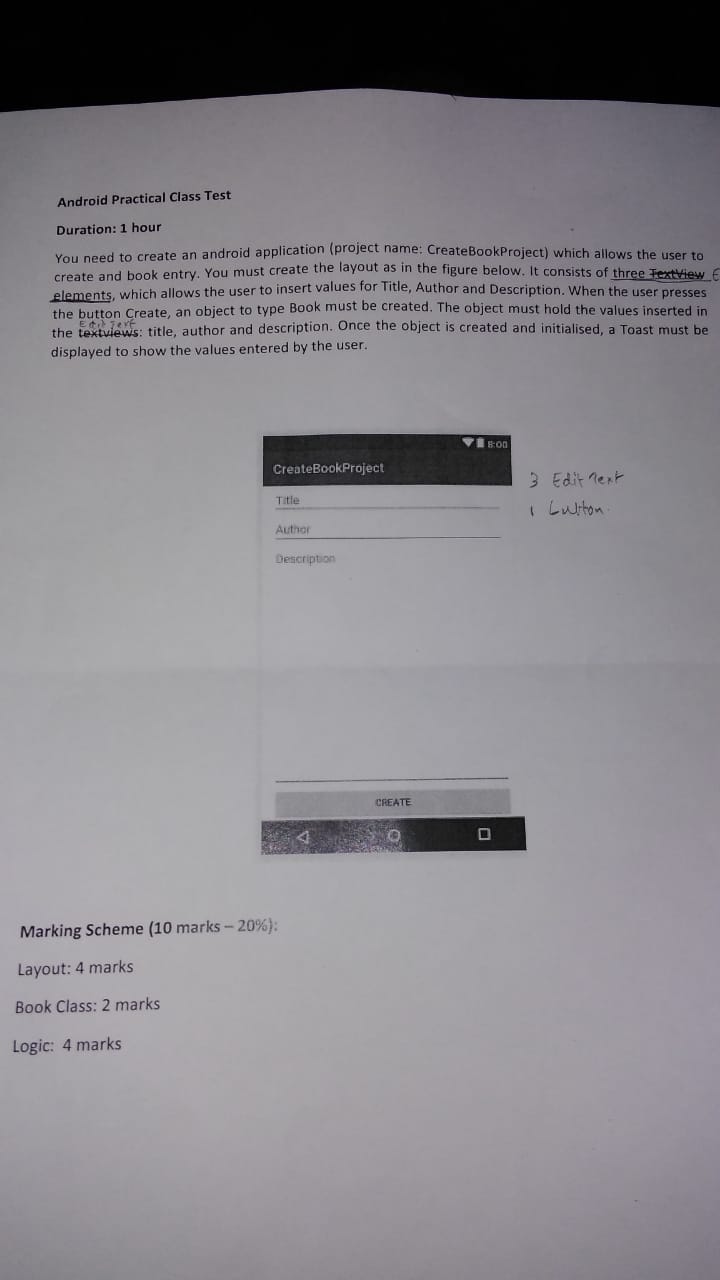 Android Practical Class Test
Duration: 1 hour
You need to create an android application (project name: CreateBookProject) which allows the user to
create and book entry. You must create the layout as in the figure below. It consists of three TextView E
elements, which allows the user to insert values for Title, Author and Description. When the user presses
the button Create, an object to type Book must be created. The object must hold the values inserted in
Edit Text
the textviews: title, author and description. Once the object is created and initialised, a Toast must be
displayed to show the values entered by the user.
8:00
CreateBookProject
Title
Author
Description
3 Edit Text
1 button.
CREATE
Marking Scheme (10 marks – 20%):
Layout: 4 marks
Book Class: 2 marks
Logic: 4 marks